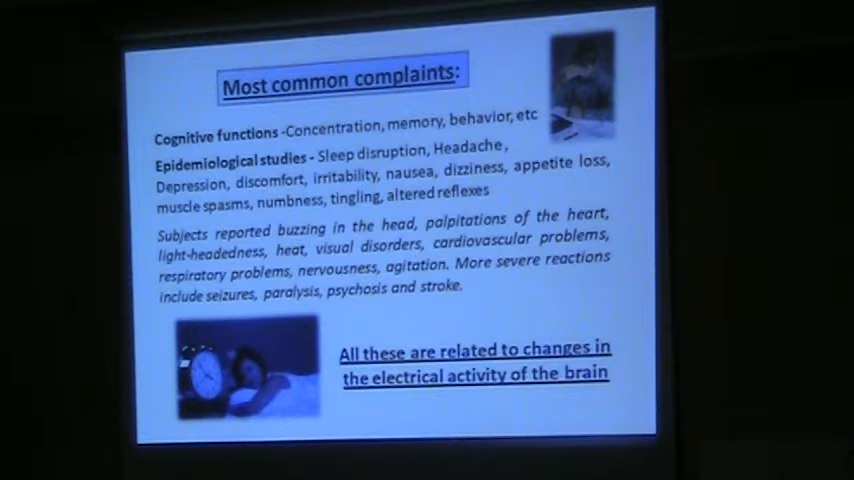 Most common complaints:
Cognitive functions -Concentration, memory, behavior, etc
Epidemiological studies - Sleep disruption, Headache,
Depression, discomfort, irritability, nausea, dizziness, appetite loss,
muscle spasms, numbness, tingling, altered reflexes
Subjects reported buzzing in the head, palpitations of the heart,
light-headedness, heat, visual disorders, cardiovascular problems,
respiratory problems, nervousness, agitation. More severe reactions
include seizures, paralysis, psychosis and stroke.
All these are related to changes in
the electrical activity of the brain